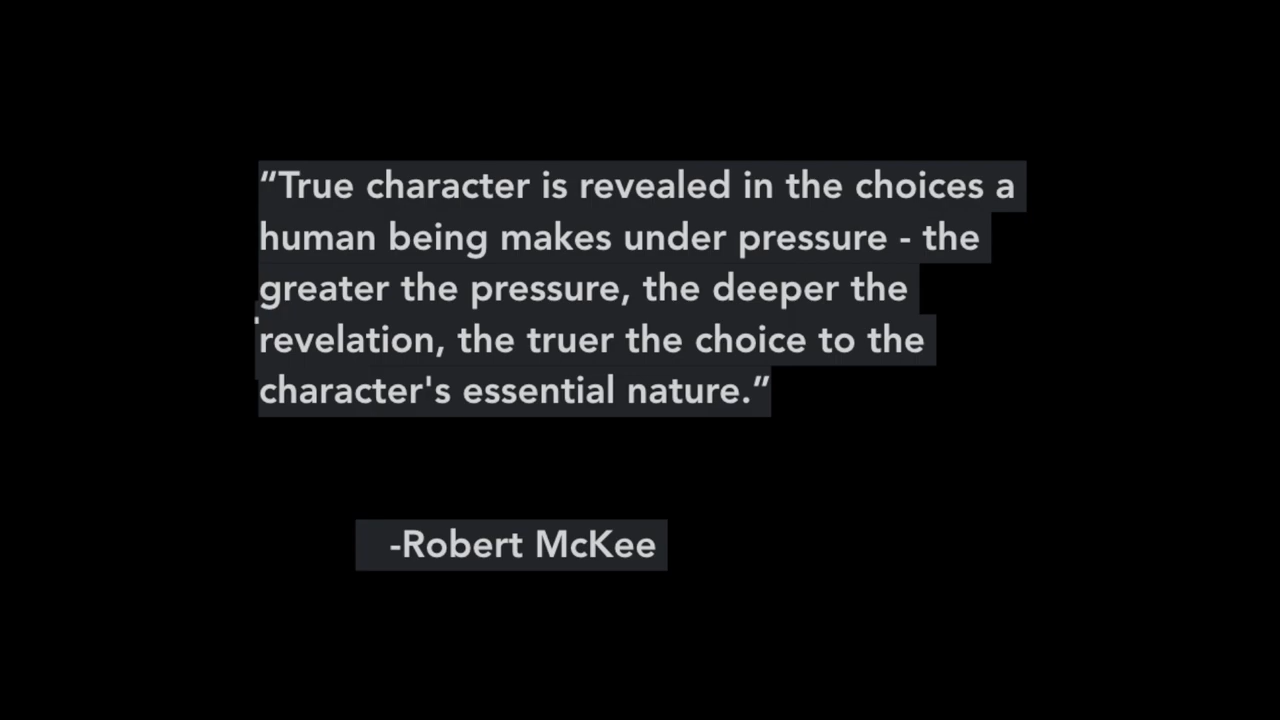 “True character is revealed in the choices a
human being makes under pressure - the
greater the pressure, the deeper the
revelation, the truer the choice to the
character's essential nature.”
-Robert McKee